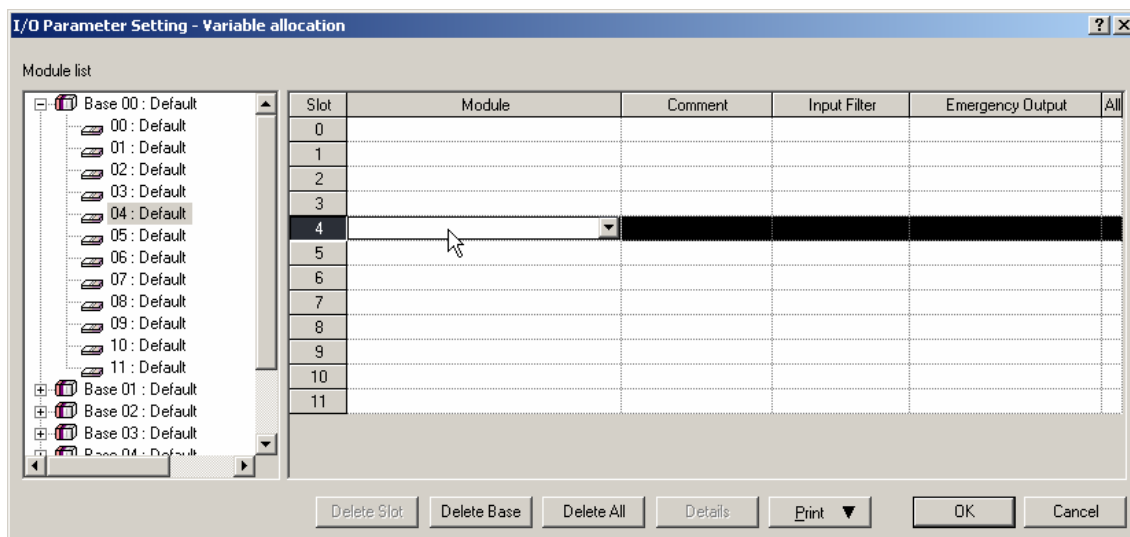 I/O Parameter Setting - Variable allocation
Module list
Base 00 : Default
00 : Default
01 : Default
02 : Default
03 : Default
04 : Default
05 : Default
06 : Default
07 : Default
08 : Default
09 : Default
10 : Default
11 : Default
Base 01 : Default
Base 02 : Default
Base 03 : Default
Base 04 : Default
Slot Module Comment Input Filter Emergency Output All
0
1
2
3
4
5
6
7
8
9
10
11
Delete Slot Delete Base Delete All Details Print ▼ OK Cancel